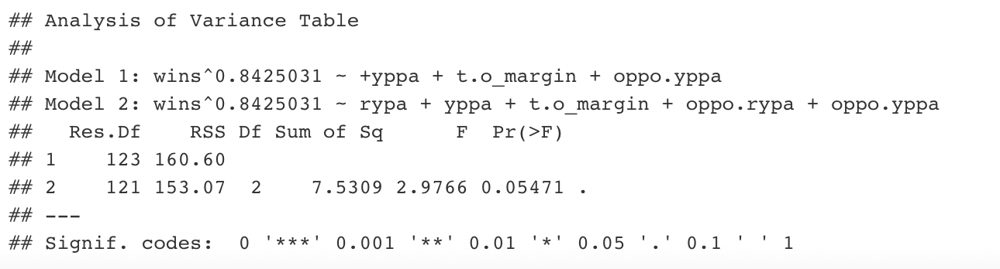 ## Analysis of Variance Table
##
## Model 1: wins^0.8425031 ~ +yppa + t.o_margin + oppo.yppa
## Model 2: wins^0.8425031 ~ rypa + yppa + t.o_margin + oppo.rypa + oppo.yppa
##   Res.Df    RSS Df Sum of Sq      F  Pr(>F)
## 1    123 160.60
## 2    121 153.07  2    7.5309 2.9766 0.05471 .
## ---
## Signif. codes:  0 '***' 0.001 '**' 0.01 '*' 0.05 '.' 0.1 ' ' 1